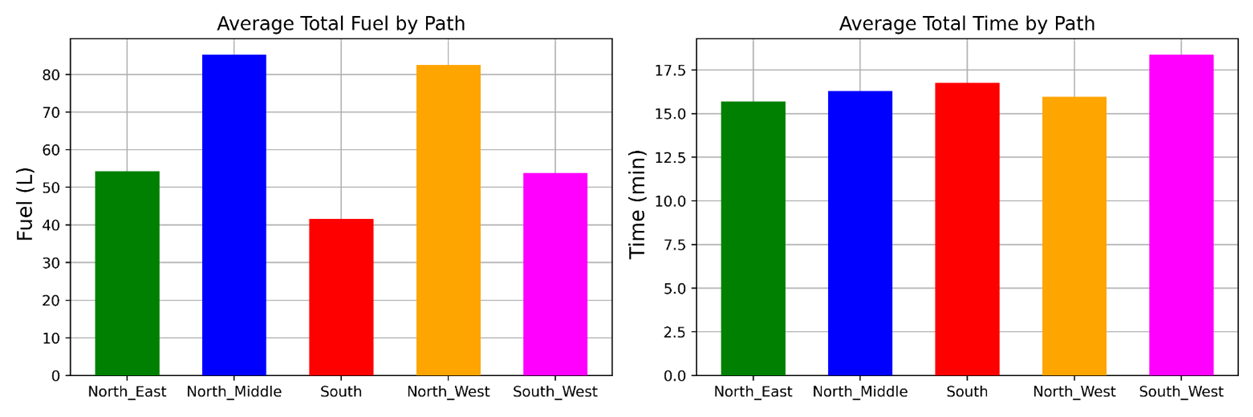 Average Total Fuel by Path
Fuel (L)
80
70
60
50
40
30
20
10
0
North_East North_Middle South North_West South_West
Average Total Time by Path
Time (min)
17.5
15.0
12.5
10.0
7.5
5.0
2.5
0.0
North_East North_Middle South North_West South_West